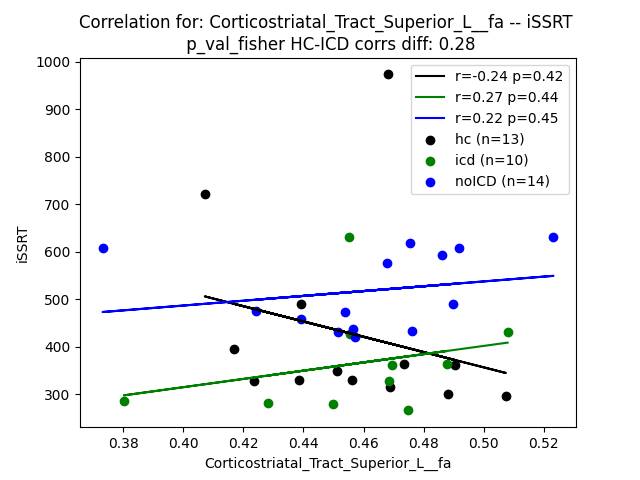 Correlation for: Corticostriatal_Tract_Superior_L__fa -- iSSRT
p_val_fisher HC-ICD corrs diff: 0.28
1000
900
800
700
600
500
400
300
iSSRT
r=-0.24 p=0.42
r=0.27 p=0.44
r=0.22 p=0.45
hc (n=13)
icd (n=10)
noICD (n=14)
0.38 0.40 0.42 0.44 0.46 0.48 0.50 0.52
Corticostriatal_Tract_Superior_L__fa